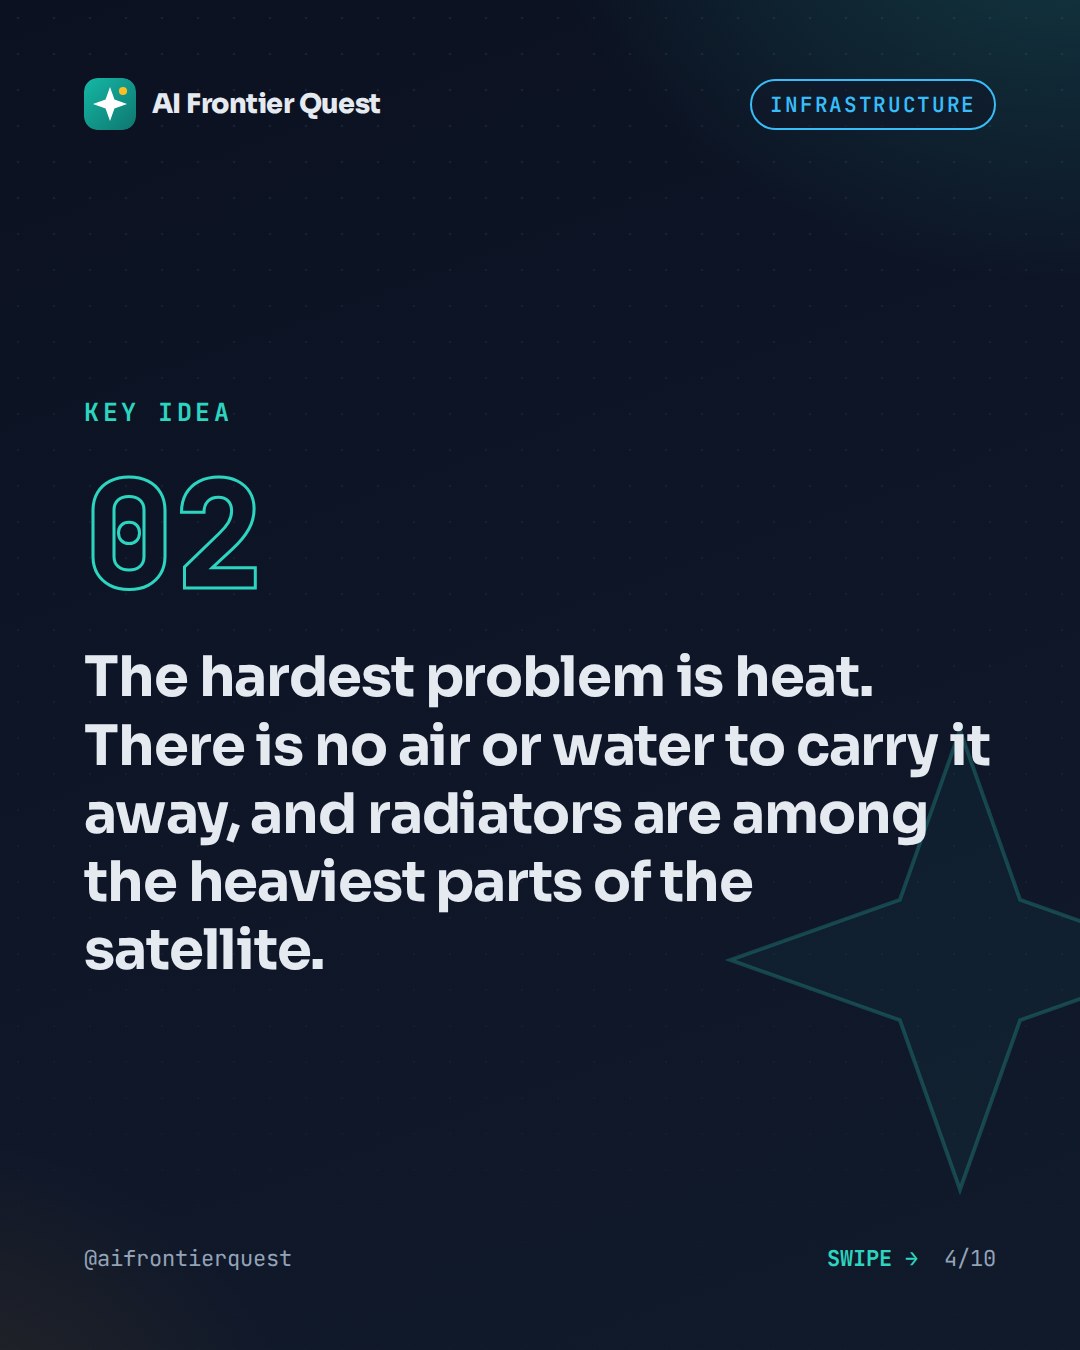 AI Frontier Quest
INFRASTRUCTURE
KEY IDEA
02
The hardest problem is heat.
There is no air or water to carry it
away, and radiators are among
the heaviest parts of the
satellite.
@aifrontierquest
SWIPE → 4/10